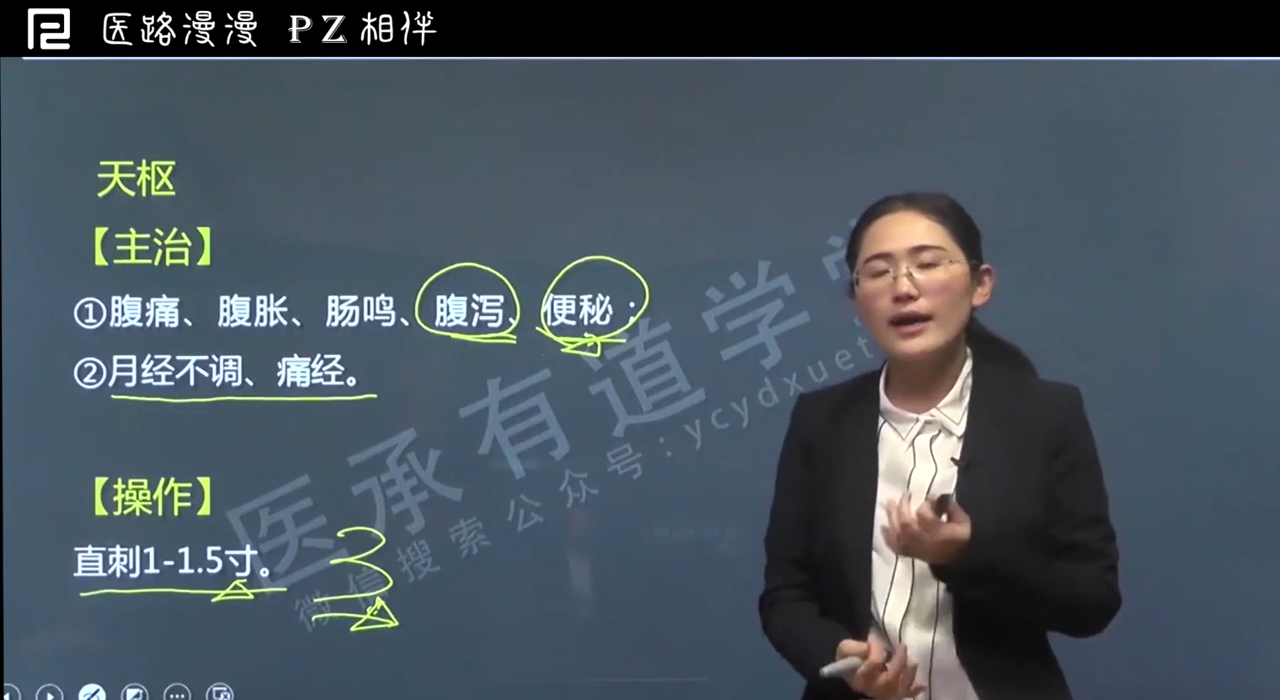 医路漫漫 PZ相伴
天枢
【主治】
①腹痛、腹胀、肠鸣、腹泻、便秘；
②月经不调、痛经。
【操作】
直刺1-1.5寸。
3
医承有道学
微信搜索公众号:ycydxuet